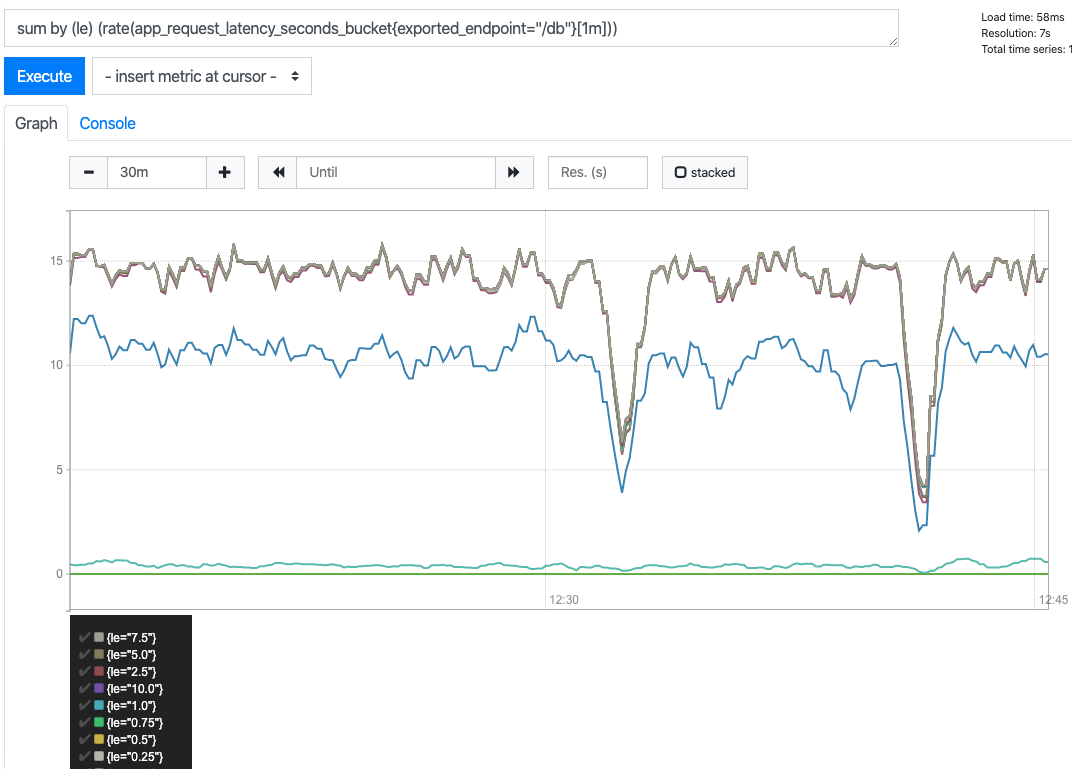 sum by (le) (rate(app_request_latency_seconds_bucket{exported_endpoint="/db"}[1m]))
Load time: 58ms
Resolution: 7s
Total time series: 1
Execute
- insert metric at cursor -
Graph
Console
30m
Until
Res. (s)
stacked
15
10
5
0
12:30
12:45
{le="7.5"}
{le="5.0"}
{le="2.5"}
{le="10.0"}
{le="1.0"}
{le="0.75"}
{le="0.5"}
{le="0.25"}